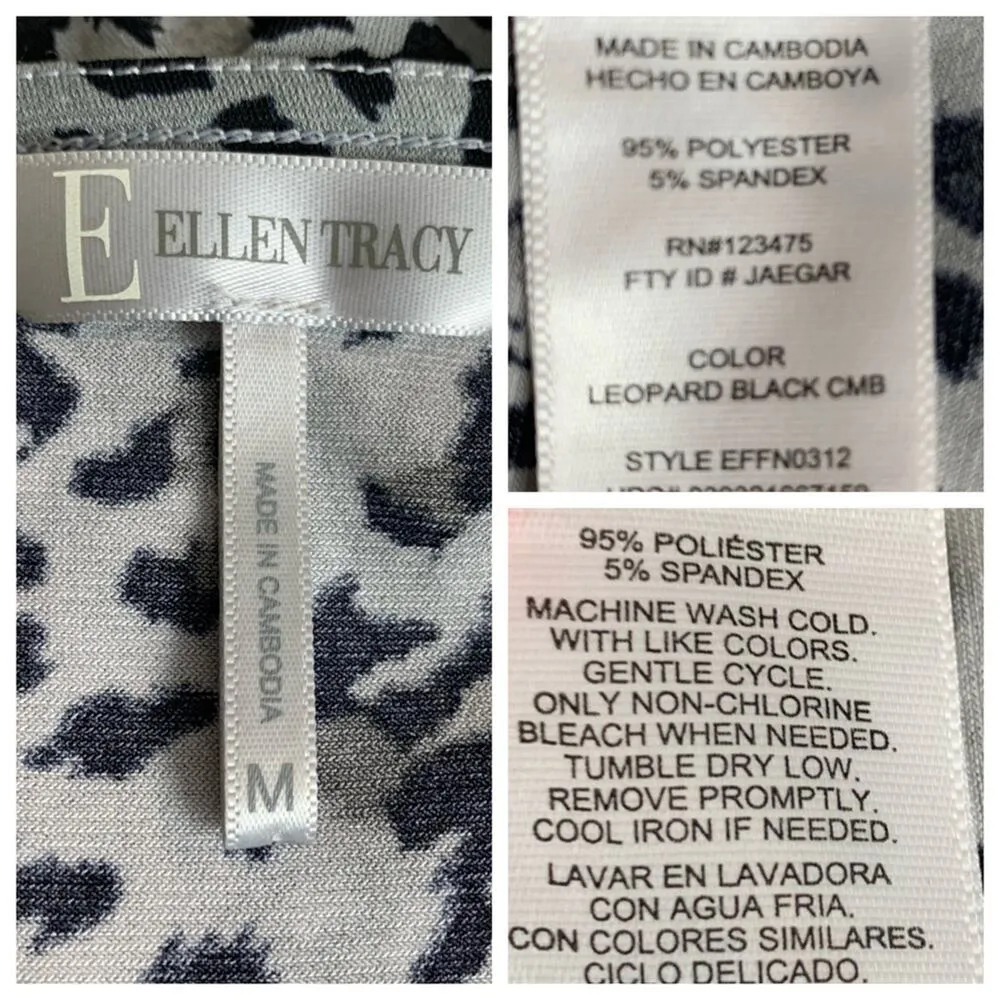 E ELLEN TRACY
MADE IN CAMBODIA
M
MADE IN CAMBODIA
HECHO EN CAMBOYA
95% POLYESTER
5% SPANDEX
RN#123475
FTY ID # JAEGAR
COLOR
LEOPARD BLACK CMB
STYLE EFFN0312
95% POLIÉSTER
5% SPANDEX
MACHINE WASH COLD.
WITH LIKE COLORS.
GENTLE CYCLE.
ONLY NON-CHLORINE
BLEACH WHEN NEEDED.
TUMBLE DRY LOW.
REMOVE PROMPTLY.
COOL IRON IF NEEDED.
LAVAR EN LAVADORA
CON AGUA FRIA.
CON COLORES SIMILARES.
CICLO DELICADO.